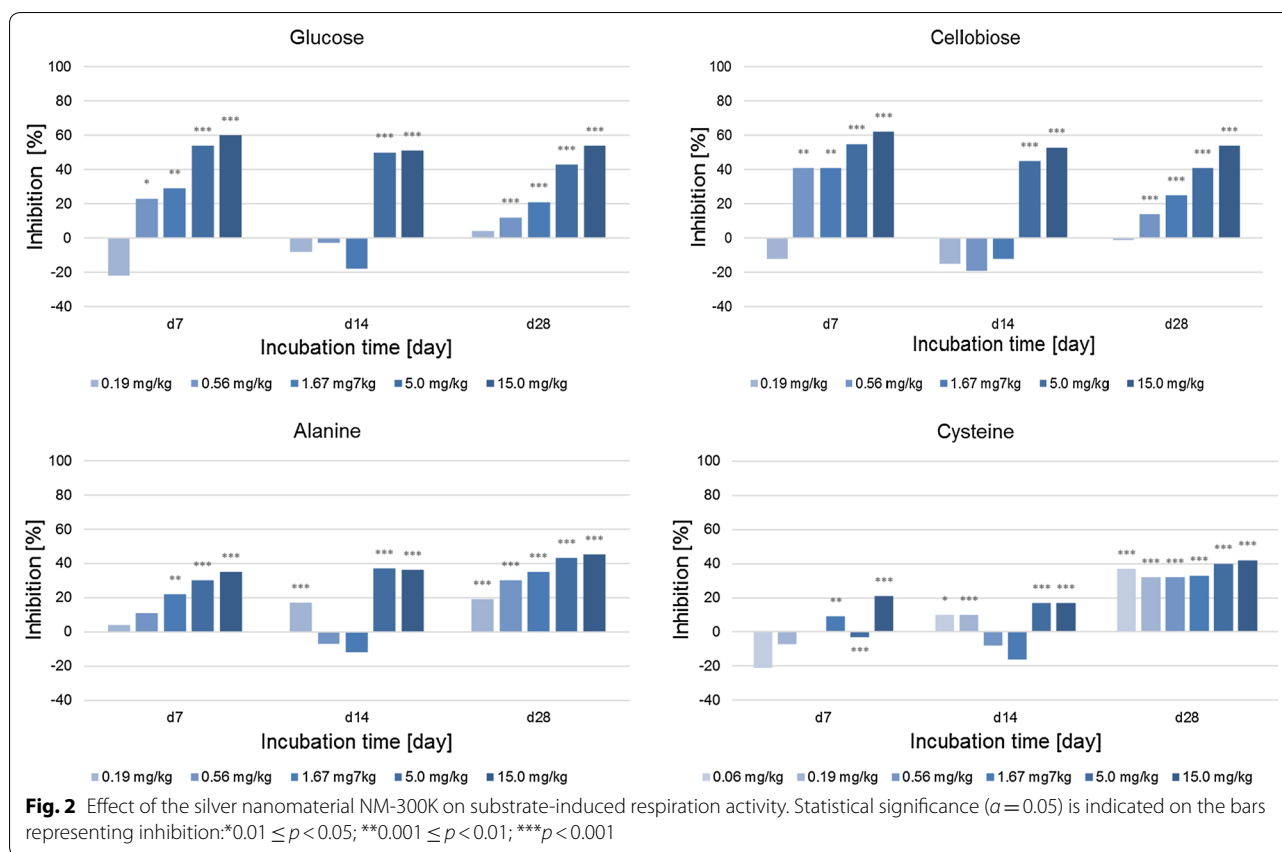 Glucose
Inhibition [%]
100
80
60
40
20
0
-20
-40
*
**
***
***
***
***
***
***
***
***
d7
d14
d28
Incubation time [day]
0.19 mg/kg 0.56 mg/kg 1.67 mg7kg 5.0 mg/kg 15.0 mg/kg
Cellobiose
Inhibition [%]
100
80
60
40
20
0
-20
-40
**
**
***
***
***
***
***
***
***
***
d7
d14
d28
Incubation time [day]
0.19 mg/kg 0.56 mg/kg 1.67 mg7kg 5.0 mg/kg 15.0 mg/kg
Alanine
Inhibition [%]
100
80
60
40
20
0
-20
-40
**
***
***
***
***
***
***
***
***
***
***
d7
d14
d28
Incubation time [day]
0.19 mg/kg 0.56 mg/kg 1.67 mg7kg 5.0 mg/kg 15.0 mg/kg
Cysteine
Inhibition [%]
100
80
60
40
20
0
-20
-40
**
***
***
*
***
***
***
***
***
***
***
***
***
d7
d14
d28
Incubation time [day]
0.06 mg/kg 0.19 mg/kg 0.56 mg/kg 1.67 mg7kg 5.0 mg/kg 15.0 mg/kg
Fig. 2 Effect of the silver nanomaterial NM-300K on substrate-induced respiration activity. Statistical significance (α = 0.05) is indicated on the bars
representing inhibition:*0.01 ≤ p < 0.05; **0.001 ≤ p < 0.01; ***p < 0.001